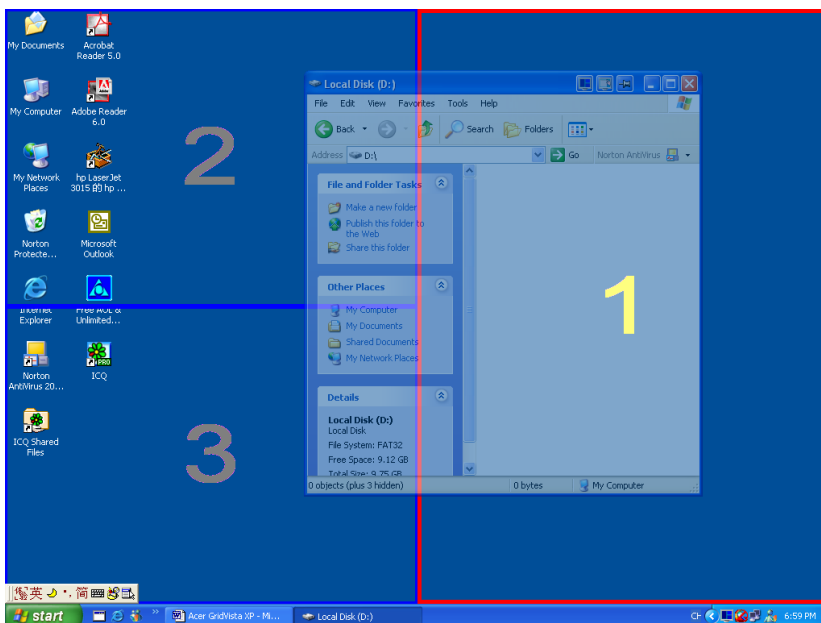 My Documents
Acrobat
Reader 5.0
My Computer
Adobe Reader
6.0
My Network
Places
hp LaserJet
3015 的 hp ...
Norton
Protecte...
Microsoft
Outlook
Internet
Explorer
Free AOL &
Unlimited...
Norton
AntiVirus 20...
ICQ
ICQ Shared
Files
2
3
1
Local Disk (D:)
File Edit View Favorites Tools Help
Back Search Folders
Address D:\ Go Norton AntiVirus
File and Folder Tasks
Make a new folder
Publish this folder to
the Web
Share this folder
Other Places
My Computer
My Documents
Shared Documents
My Network Places
Details
Local Disk (D:)
Local Disk
File System: FAT32
Free Space: 9.12 GB
Total Size: 9.75 GB
0 objects (plus 3 hidden) 0 bytes My Computer
英 简
start Acer GridVista XP - Mi... Local Disk (D:) CH 6:59 PM